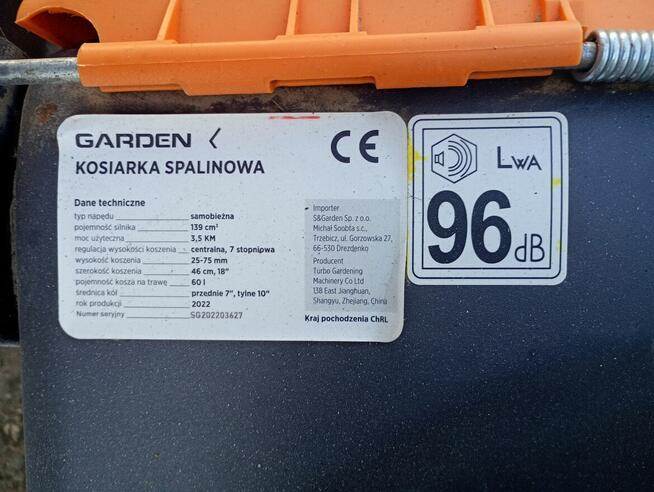 GARDEN
KOSIARKA SPALINOWA
CE
Dane techniczne
typ napędu samobieżna
pojemność silnika 139 cm³
moc użyteczna 3,5 KM
regulacja wysokości koszenia centralna, 7 stopniowa
wysokość koszenia 25-75 mm
szerokość koszenia 46 cm, 18"
pojemność kosza na trawę 60 l
średnica kół przednie 7", tylne 10"
rok produkcji 2022
Numer seryjny SG202203627
Importer
S&Garden Sp. z o.o.
Michał Soobfa s.c.,
Trzebicz, ul. Gorzowska 27,
66-530 Drezdenko
Producent
Turbo Gardening
Machinery Co Ltd
138 East Jianghuan,
Shangyu, Zhejiang, China
Kraj pochodzenia ChRL
LWA
96 dB